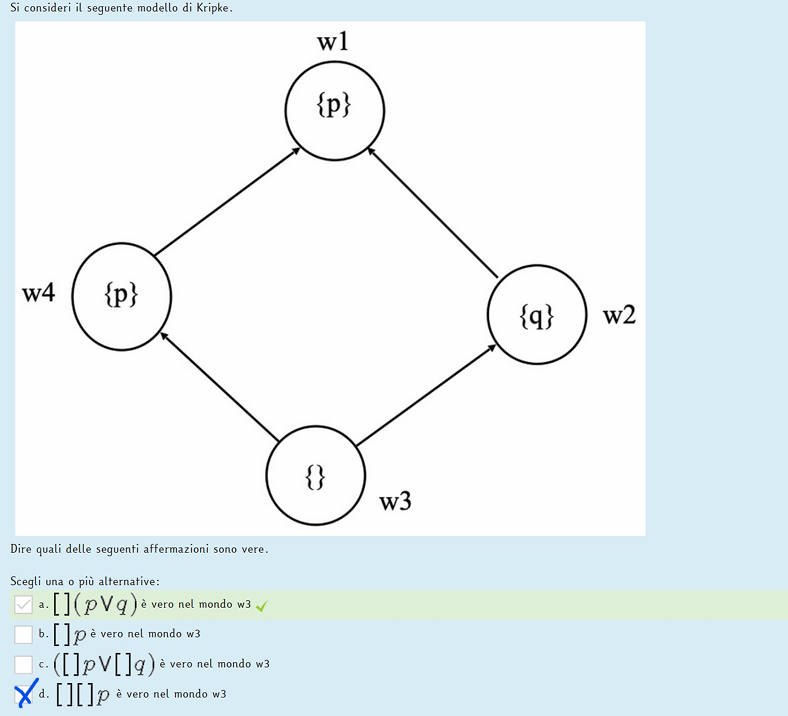 Si consideri il seguente modello di Kripke.
w1
{p}
w4
{p}
{q}
w2
{}
w3
Dire quali delle seguenti affermazioni sono vere.
Scegli una o più alternative:
a. [](p∨q) è vero nel mondo w3
b. []p è vero nel mondo w3
c. ([]p∨[]q) è vero nel mondo w3
d. [][]p è vero nel mondo w3